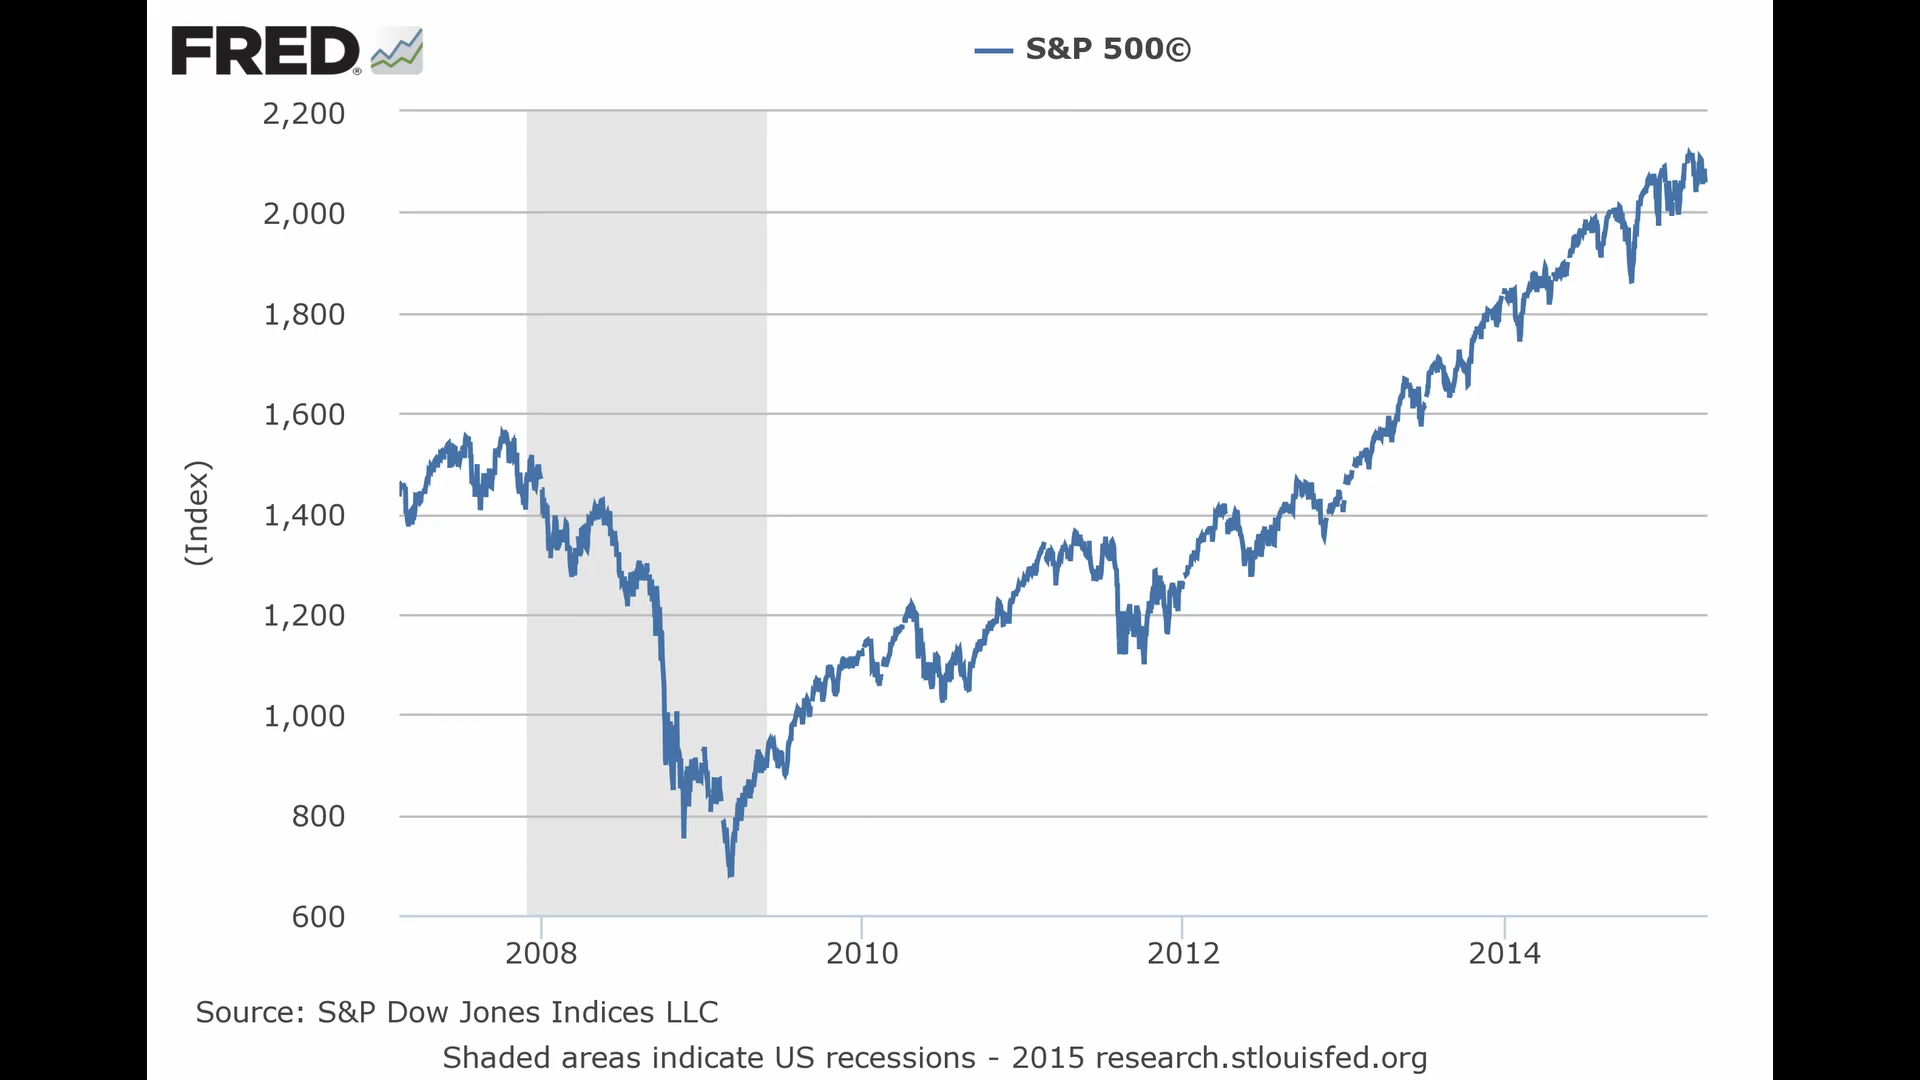 FRED®
S&P 500©
2,200
2,000
1,800
1,600
1,400
1,200
1,000
800
600
(Index)
2008 2010 2012 2014
Source: S&P Dow Jones Indices LLC
Shaded areas indicate US recessions - 2015 research.stlouisfed.org